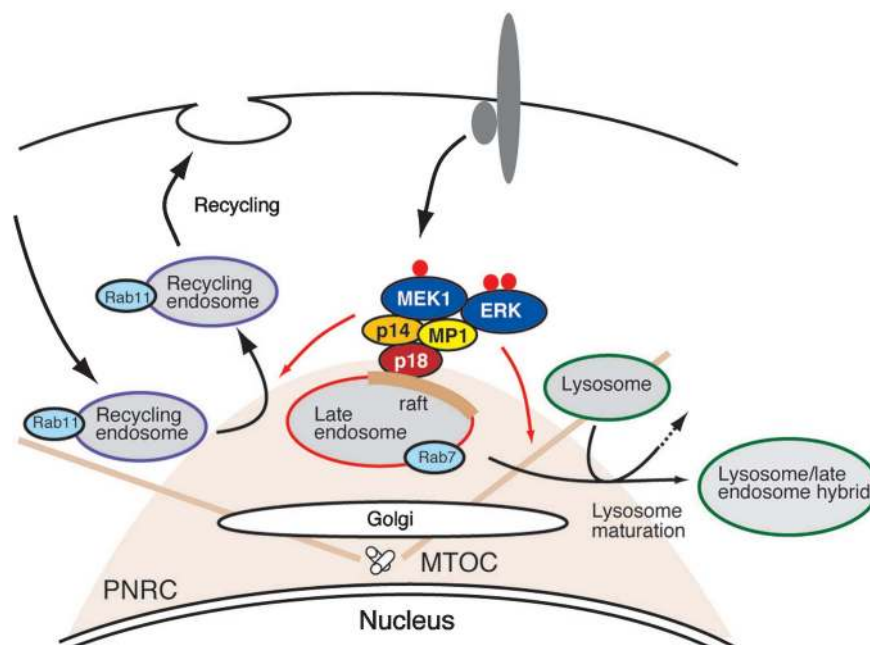 Recycling
Rab11
Recycling
endosome
MEK1
ERK
p14
MP1
p18
raft
Late
endosome
Rab7
Rab11
Recycling
endosome
Lysosome
Lysosome/late
endosome hybrid
Lysosome
maturation
Golgi
MTOC
PNRC
Nucleus